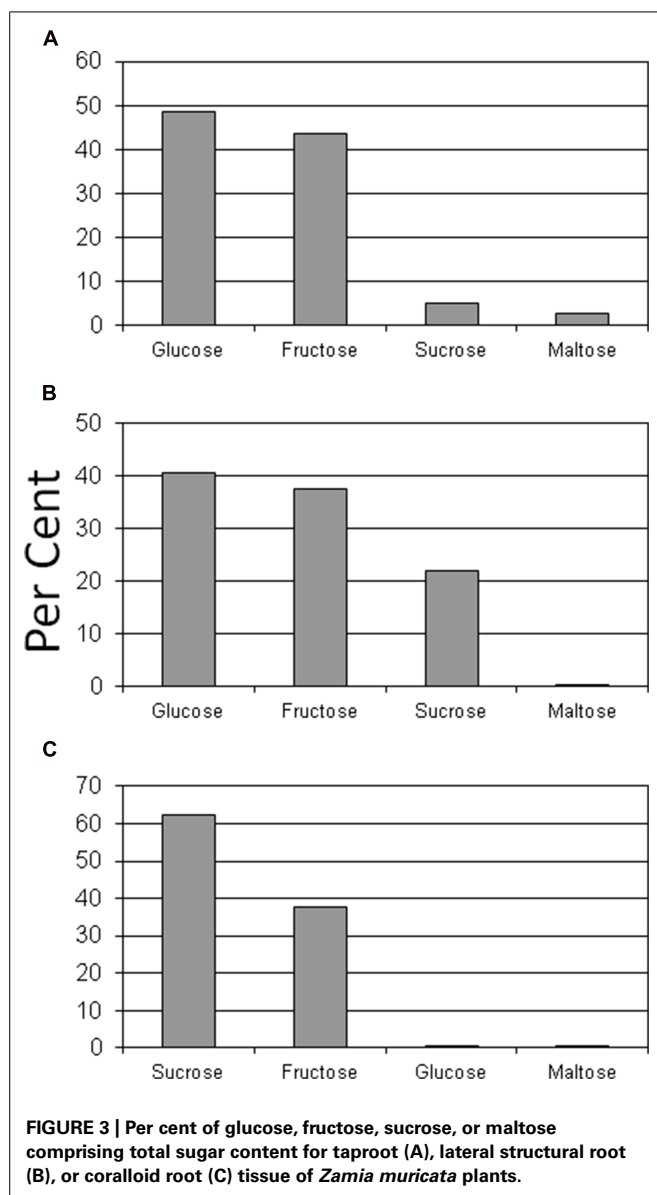 A
60
50
40
30
20
10
0
Glucose Fructose Sucrose Maltose
B
Per Cent
50
40
30
20
10
0
Glucose Fructose Sucrose Maltose
C
70
60
50
40
30
20
10
0
Sucrose Fructose Glucose Maltose
FIGURE 3 | Per cent of glucose, fructose, sucrose, or maltose
comprising total sugar content for taproot (A), lateral structural root
(B), or coralloid root (C) tissue of Zamia muricata plants.